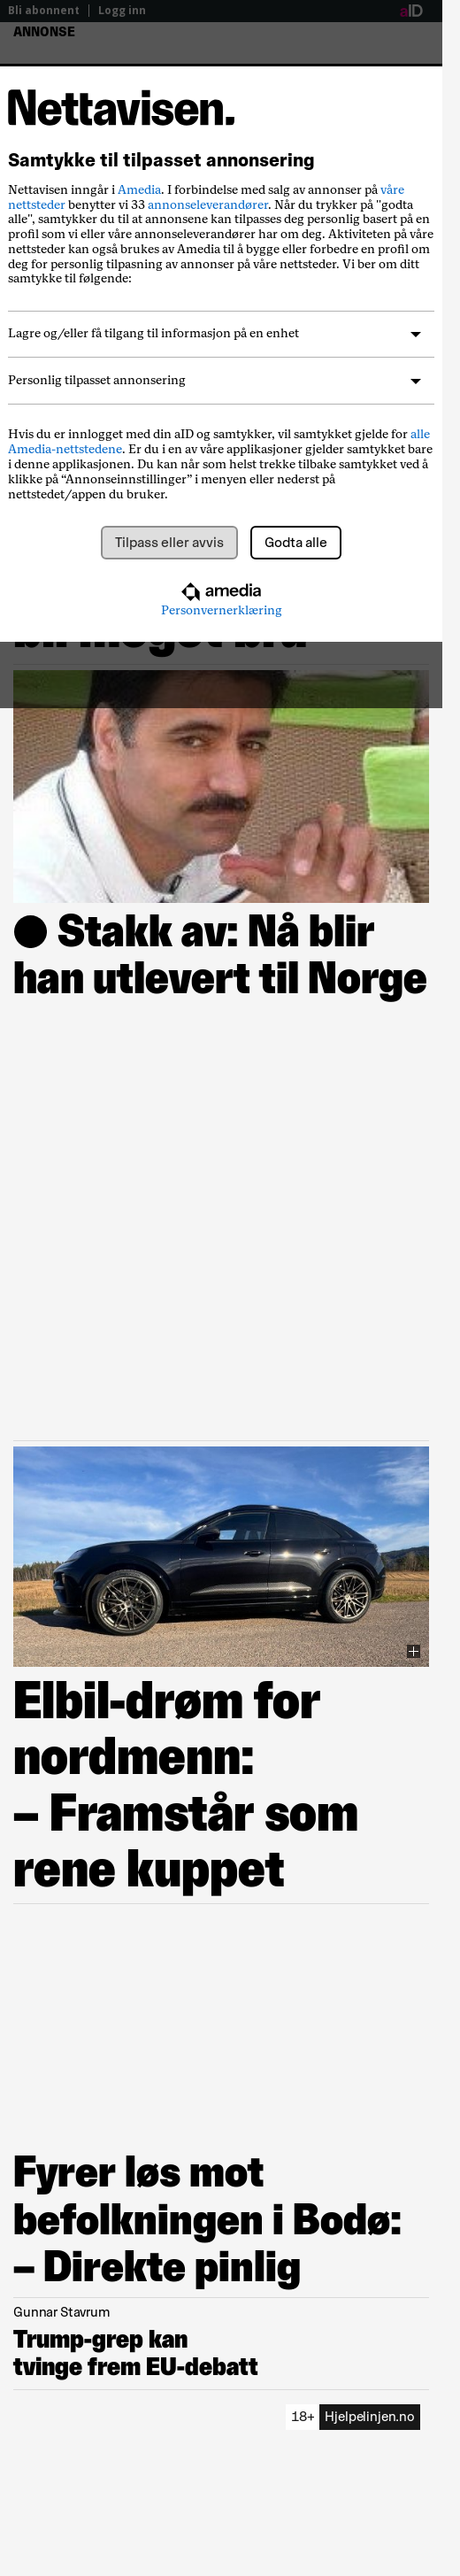 Bli abonnent | Logg inn
aID
ANNONSE
Nettavisen.
Samtykke til tilpasset annonsering
Nettavisen inngår i Amedia. I forbindelse med salg av annonser på våre
nettsteder benytter vi 33 annonseleverandører. Når du trykker på "godta
alle", samtykker du til at annonsene kan tilpasses deg personlig basert på en
profil som vi eller våre annonseleverandører har om deg. Aktiviteten på våre
nettsteder kan også brukes av Amedia til å bygge eller forbedre en profil om
deg for personlig tilpasning av annonser på våre nettsteder. Vi ber om ditt
samtykke til følgende:
Lagre og/eller få tilgang til informasjon på en enhet
Personlig tilpasset annonsering
Hvis du er innlogget med din aID og samtykker, vil samtykket gjelde for alle
Amedia-nettstedene. Er du i en av våre applikasjoner gjelder samtykket bare
i denne applikasjonen. Du kan når som helst trekke tilbake samtykket ved å
klikke på “Annonseinnstillinger” i menyen eller nederst på
nettstedet/appen du bruker.
Tilpass eller avvis
Godta alle
amedia
Personvernerklæring
Stakk av: Nå blir
han utlevert til Norge
Elbil-drøm for
nordmenn:
– Framstår som
rene kuppet
Fyrer løs mot
befolkningen i Bodø:
– Direkte pinlig
Gunnar Stavrum
Trump-grep kan
tvinge frem EU-debatt
18+ Hjelpelinjen.no